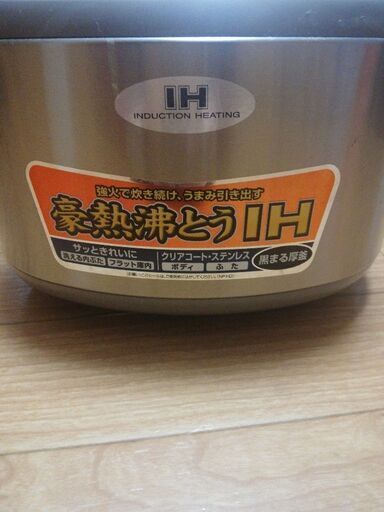 IH
INDUCTION HEATING
強火で炊き続け、うまみ引き出す
豪熱沸とうIH
サッときれいに
洗える内ぶた フラット庫内
クリアコート・ステンレス
ボディ ふた
黒まる厚釜